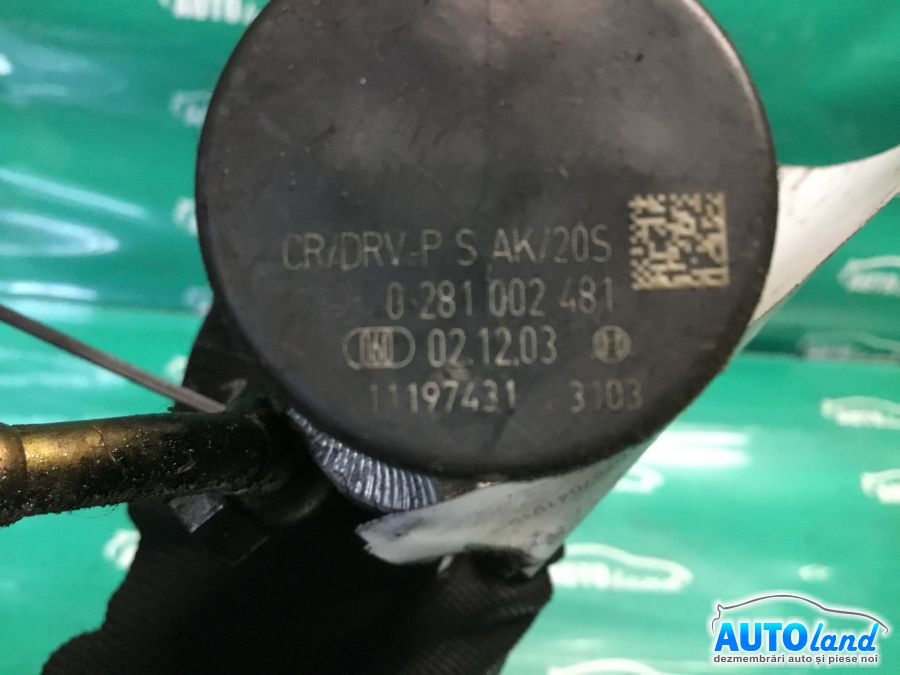 CR/DRV-P S AK/20S
0 281 002 481
02.12.03
11197431 3103
AUTOland
AUTOland
dezmembrări auto și piese noi